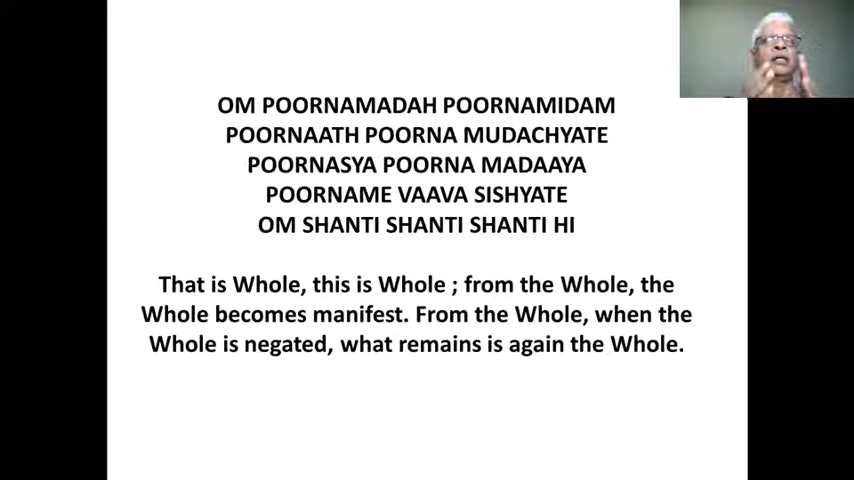 OM POORNAMADAH POORNAMIDAM
POORNAATH POORNA MUDACHYATE
POORNASYA POORNA MADAAYA
POORNAME VAAVA SISHYATE
OM SHANTI SHANTI SHANTI HI
That is Whole, this is Whole ; from the Whole, the
Whole becomes manifest. From the Whole, when the
Whole is negated, what remains is again the Whole.